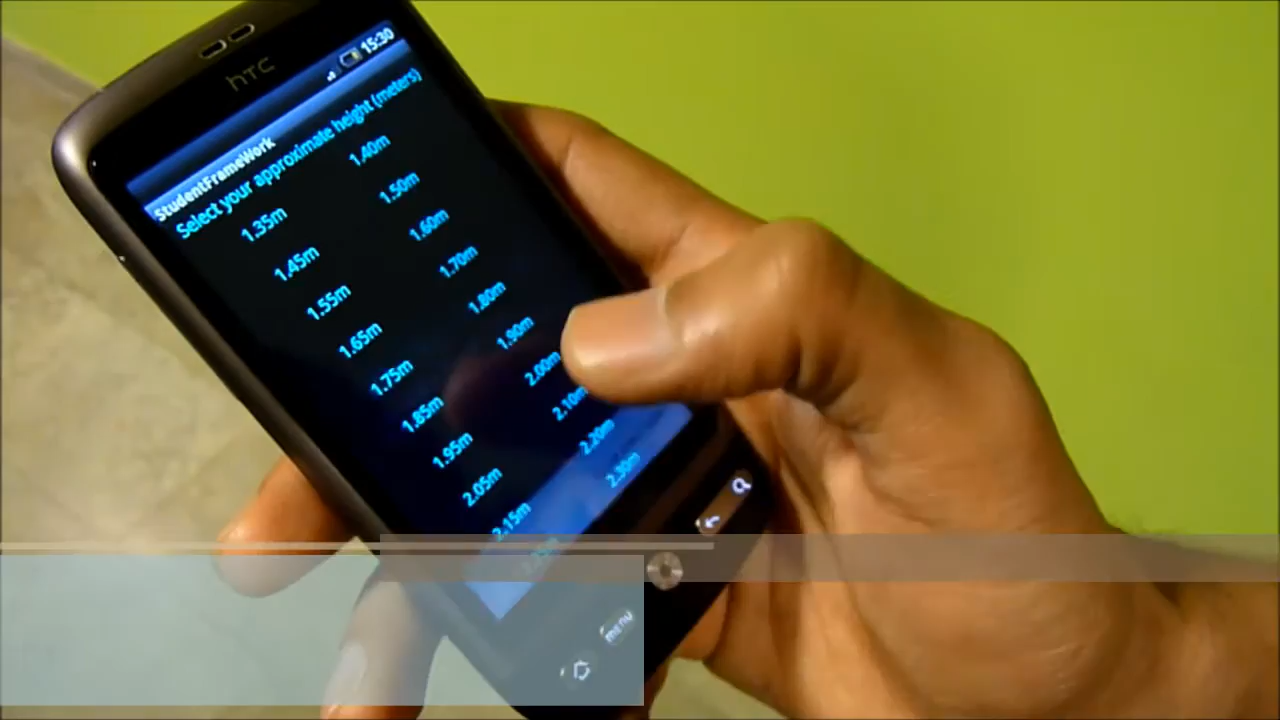 htc
15:30
StudentFrameWork
Select your approximate height (meters)
1.35m 1.40m
1.45m 1.50m
1.55m 1.60m
1.65m 1.70m
1.75m 1.80m
1.85m 1.90m
1.95m 2.00m
2.05m 2.10m
2.15m 2.20m
2.30m
menu